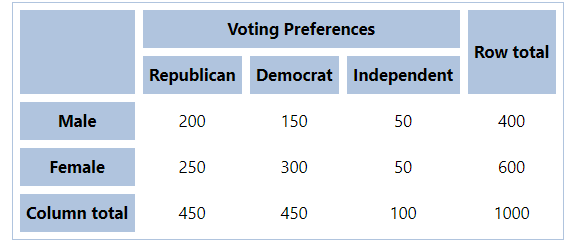 Voting Preferences
Row total
Republican Democrat Independent
Male 200 150 50 400
Female 250 300 50 600
Column total 450 450 100 1000